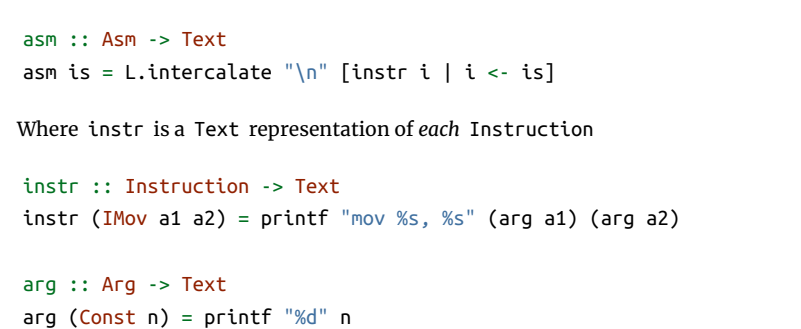 asm :: Asm -> Text
asm is = L.intercalate "\n" [instr i | i <- is]
Where instr is a Text representation of each Instruction
instr :: Instruction -> Text
instr (IMov a1 a2) = printf "mov %s, %s" (arg a1) (arg a2)
arg :: Arg -> Text
arg (Const n) = printf "%d" n